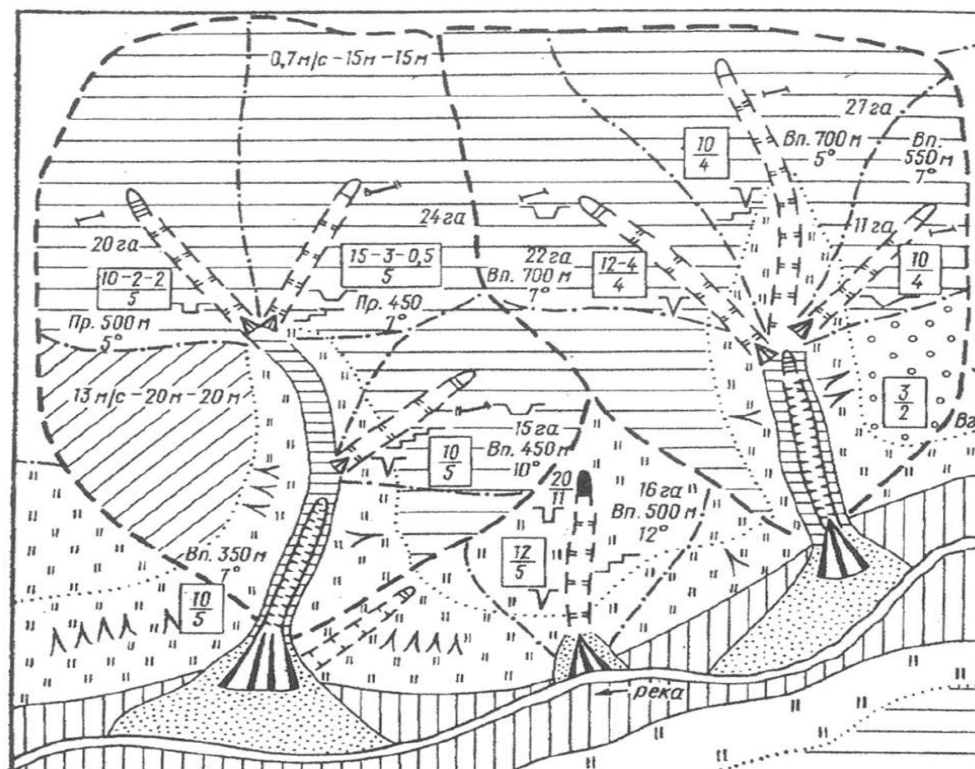 0,7 м/с – 15 м – 15 м
27 га
10
4
Вп. 700 м
5°
Вп.
550 м
7°
20 га
24 га
11 га
10-2-2
5
15-3-0,5
5
22 га
Вп. 700 м
7°
12-4
4
10
4
Пр. 500 м
5°
Пр. 450
7°
13 м/с – 20 м – 20 м
3
2
15 га
Вп. 450 м
10°
10
5
20
11
16 га
Вп. 500 м
12°
12
5
Вп. 350 м
7°
10
5
река